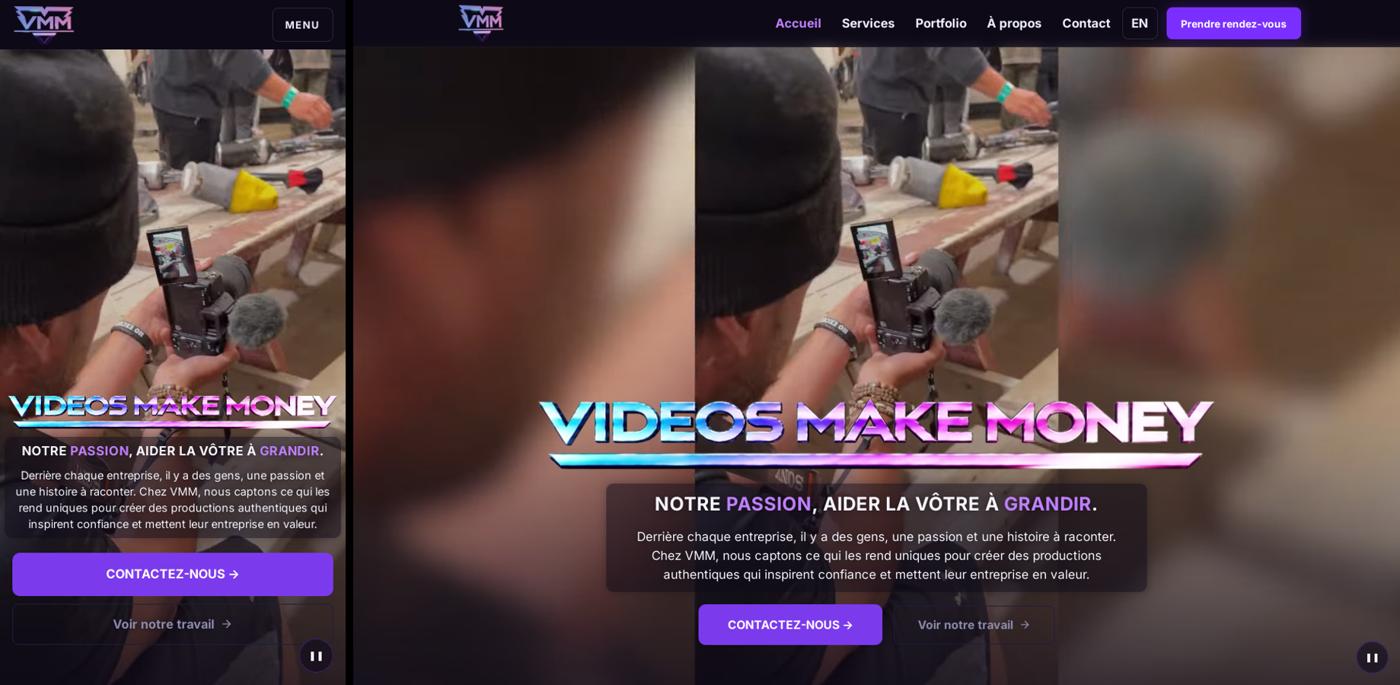 VMM
MENU
VIDEOS MAKE MONEY
NOTRE PASSION, AIDER LA VÔTRE À GRANDIR.
Derrière chaque entreprise, il y a des gens, une passion et
une histoire à raconter. Chez VMM, nous captons ce qui les
rend uniques pour créer des productions authentiques qui
inspirent confiance et mettent leur entreprise en valeur.
CONTACTEZ-NOUS →
Voir notre travail →
VMM
Accueil Services Portfolio À propos Contact EN Prendre rendez-vous
VIDEOS MAKE MONEY
NOTRE PASSION, AIDER LA VÔTRE À GRANDIR.
Derrière chaque entreprise, il y a des gens, une passion et une histoire à raconter.
Chez VMM, nous captons ce qui les rend uniques pour créer des productions
authentiques qui inspirent confiance et mettent leur entreprise en valeur.
CONTACTEZ-NOUS →
Voir notre travail →